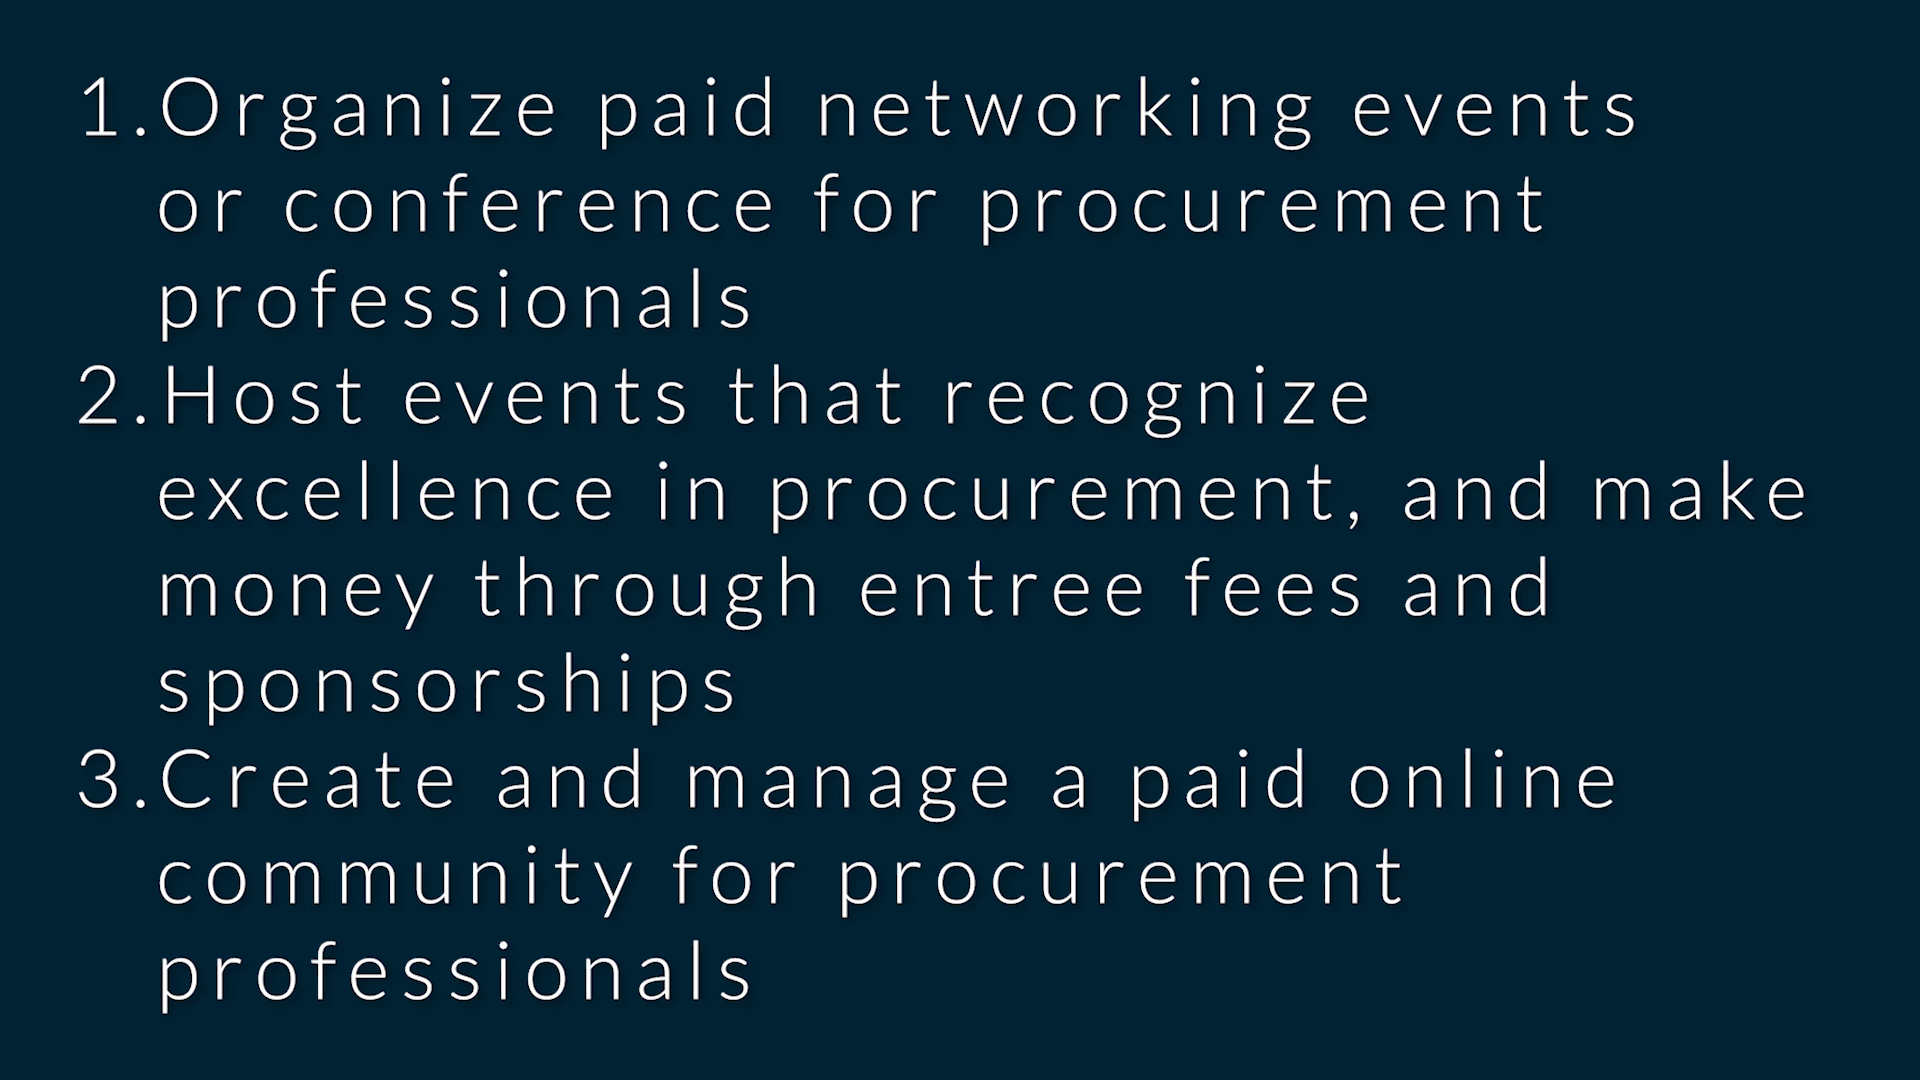 1.Organize paid networking events
or conference for procurement
professionals
2.Host events that recognize
excellence in procurement, and make
money through entree fees and
sponsorships
3.Create and manage a paid online
community for procurement
professionals